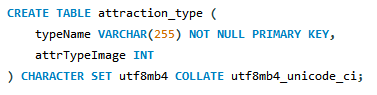 CREATE TABLE attraction_type (
    typeName VARCHAR(255) NOT NULL PRIMARY KEY,
    attrTypeImage INT
) CHARACTER SET utf8mb4 COLLATE utf8mb4_unicode_ci;